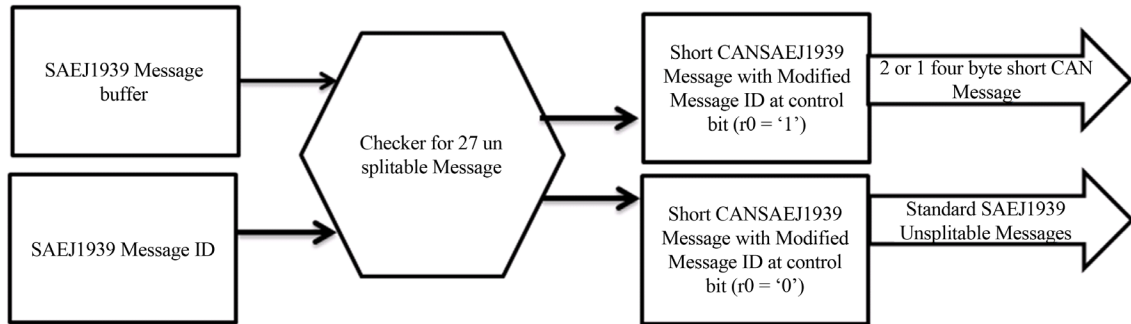 SAEJ1939 Message
buffer
SAEJ1939 Message ID
Checker for 27 un
splitable Message
Short CANSAEJ1939
Message with Modified
Message ID at control
bit (r0 = ‘1’)
2 or 1 four byte short CAN
Message
Short CANSAEJ1939
Message with Modified
Message ID at control
bit (r0 = ‘0’)
Standard SAEJ1939
Unsplitable Messages